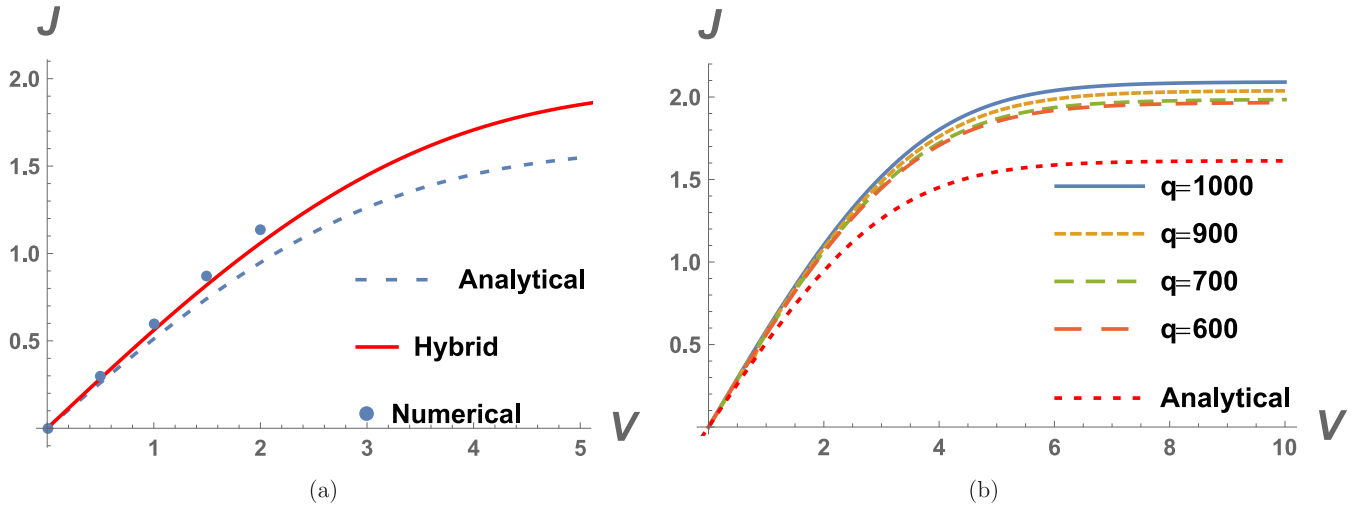 J
2.0
1.5
1.0
0.5
1 2 3 4 5
V
Analytical
Hybrid
Numerical
(a)
J
2.0
1.5
1.0
0.5
2 4 6 8 10
V
q=1000
q=900
q=700
q=600
Analytical
(b)